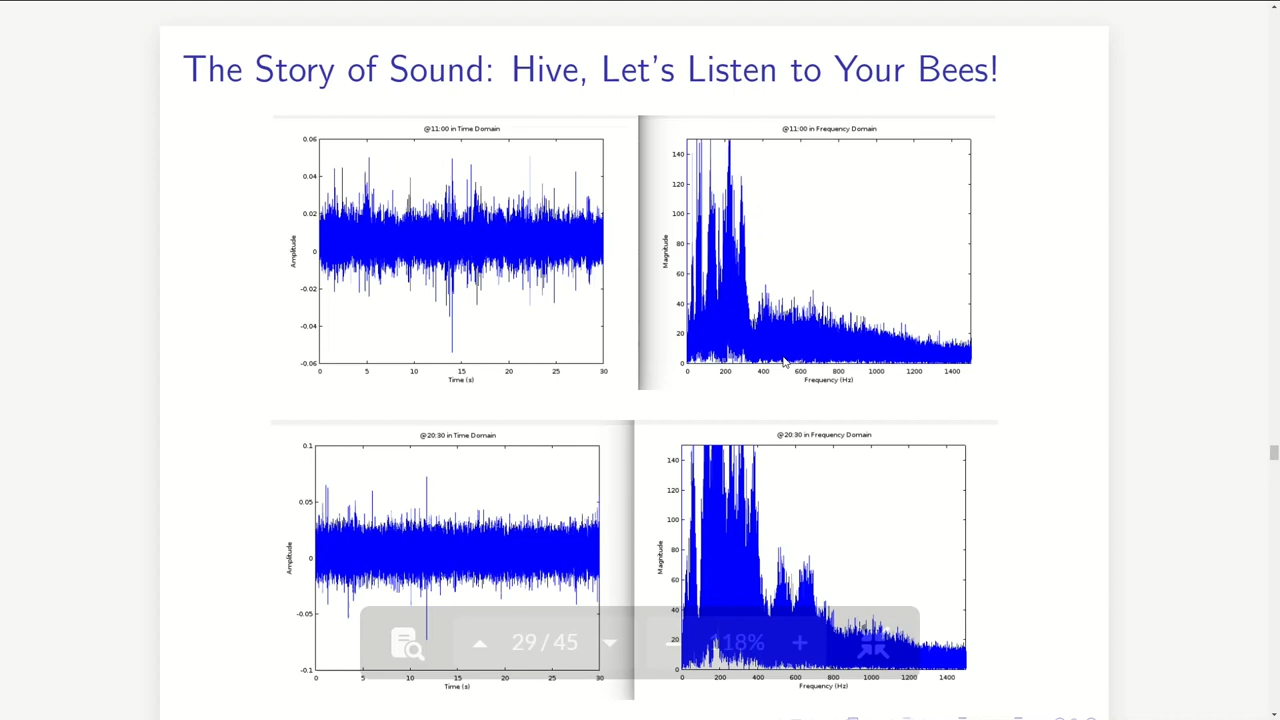 The Story of Sound: Hive, Let's Listen to Your Bees!
@11:00 in Time Domain
0.06
0.04
0.02
0
-0.02
-0.04
-0.06
Amplitude
0 5 10 15 20 25 30
Time (s)
@11:00 in Frequency Domain
140
120
100
80
60
40
20
0
Magnitude
0 200 400 600 800 1000 1200 1400
Frequency (Hz)
@20:30 in Time Domain
0.1
0.05
0
-0.05
-0.1
Amplitude
0 5 10 15 20 25 30
Time (s)
@20:30 in Frequency Domain
140
120
100
80
60
40
20
0
Magnitude
0 200 400 600 800 1000 1200 1400
Frequency (Hz)
29/45
118%